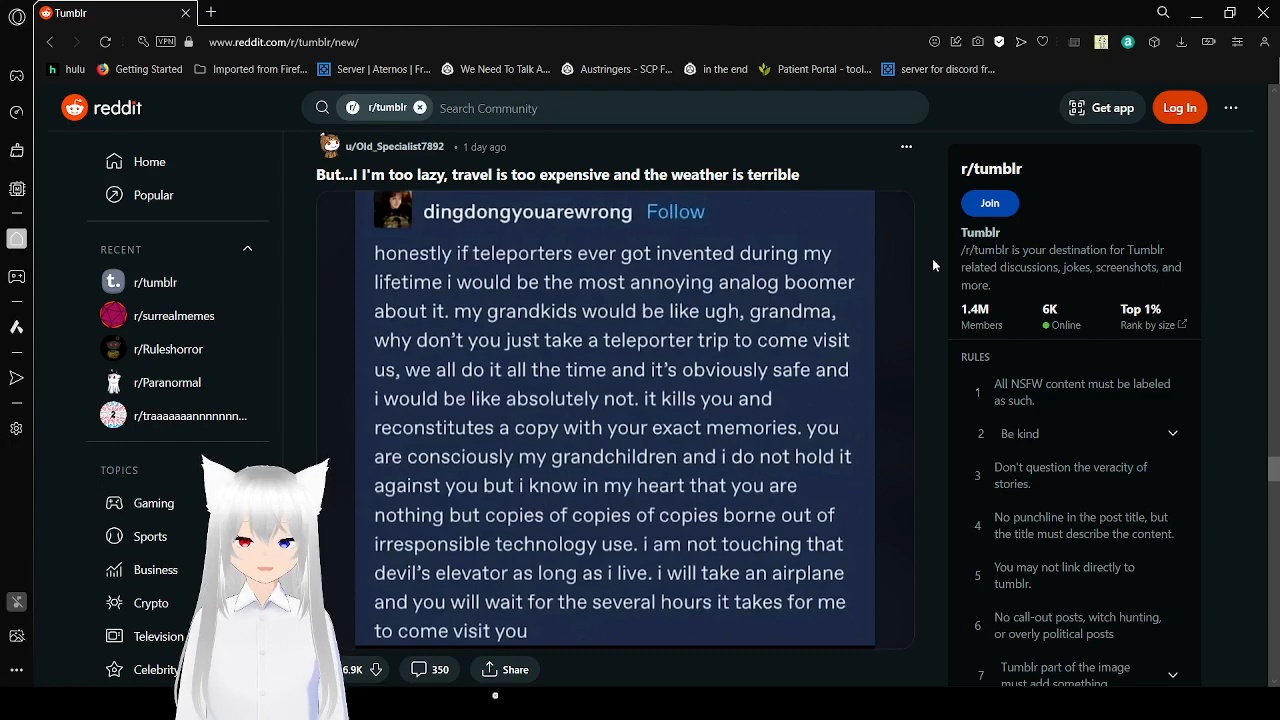 Tumblr
VPN
www.reddit.com/r/tumblr/new/
h hulu
Getting Started
Imported from Firef...
Server | Aternos | Fr...
We Need To Talk A...
Austringers - SCP F...
in the end
Patient Portal - tool...
server for discord fr...
reddit
r/ r/tumblr
Search Community
Get app
Log In
Home
Popular
RECENT
t. r/tumblr
r/surrealmemes
r/Ruleshorror
r/Paranormal
r/traaaaaaannnnnnn...
TOPICS
Gaming
Sports
Business
Crypto
Television
Celebrity
u/Old_Specialist7892 • 1 day ago
But...I I'm too lazy, travel is too expensive and the weather is terrible
dingdongyouarewrong Follow
honestly if teleporters ever got invented during my
lifetime i would be the most annoying analog boomer
about it. my grandkids would be like ugh, grandma,
why don't you just take a teleporter trip to come visit
us, we all do it all the time and it's obviously safe and
i would be like absolutely not. it kills you and
reconstitutes a copy with your exact memories. you
are consciously my grandchildren and i do not hold it
against you but i know in my heart that you are
nothing but copies of copies of copies borne out of
irresponsible technology use. i am not touching that
devil's elevator as long as i live. i will take an airplane
and you will wait for the several hours it takes for me
to come visit you
350
Share
r/tumblr
Join
Tumblr
/r/tumblr is your destination for Tumblr
related discussions, jokes, screenshots, and
more.
1.4M 6K Top 1%
Members Online Rank by size
RULES
1 All NSFW content must be labeled
as such.
2 Be kind
3 Don't question the veracity of
stories.
4 No punchline in the post title, but
the title must describe the content.
5 You may not link directly to
tumblr.
6 No call-out posts, witch hunting,
or overly political posts
7 Tumblr part of the image
must add something